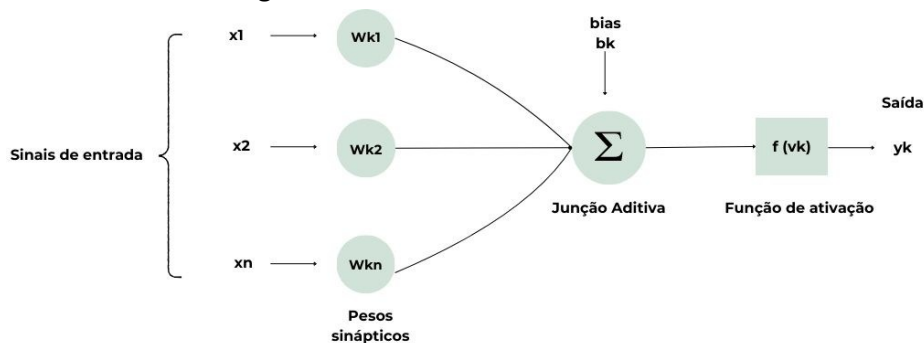 x1
Wk1
bias
bk
Sinais de entrada
x2
Wk2
Σ
f (vk)
Saída
yk
Junção Aditiva
Função de ativação
xn
Wkn
Pesos
sinápticos